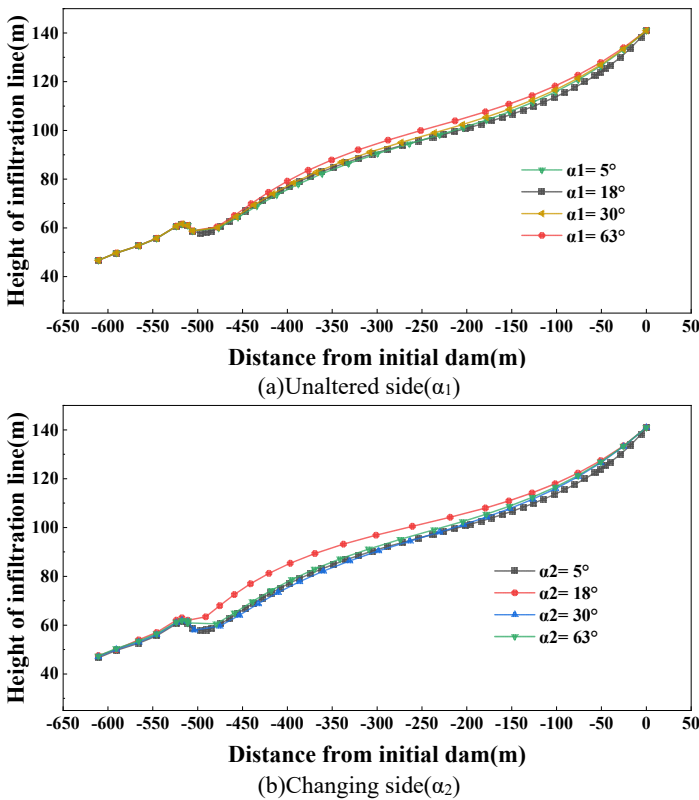 Height of infiltration line(m)
140
120
100
80
60
40
α1= 5°
α1= 18°
α1= 30°
α1= 63°
-650 -600 -550 -500 -450 -400 -350 -300 -250 -200 -150 -100 -50 0 50
Distance from initial dam(m)
(a)Unaltered side(α₁)
Height of infiltration line(m)
140
120
100
80
60
40
α2= 5°
α2= 18°
α2= 30°
α2= 63°
-650 -600 -550 -500 -450 -400 -350 -300 -250 -200 -150 -100 -50 0 50
Distance from initial dam(m)
(b)Changing side(α₂)